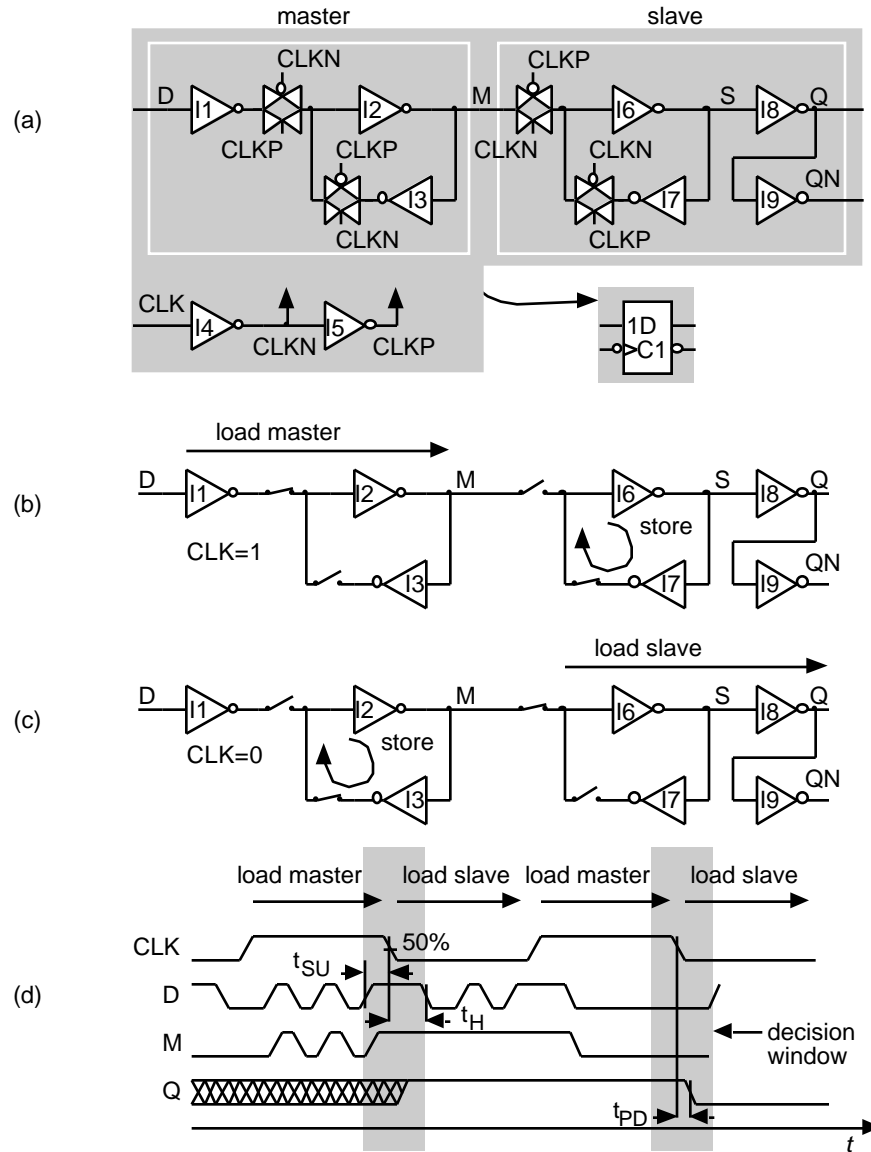 master slave
CLKN CLKP
D I1 I2 M I6 S I8 Q
(a)
CLKP CLKP CLKN CLKN
I3 I7 I9 QN
CLKN CLKP
CLK
I4 I5 1D
CLKN CLKP C1
load master
D I1 I2 M I6 S I8 Q
(b)
store
CLK=1
I3 I7 I9 QN
load slave
D I1 I2 M I6 S I8 Q
(c)
store
CLK=0
I3 I7 I9 QN
load master load slave load master load slave
CLK 50%
tSU
(d) D
tH
M decision
window
Q
tPD
t